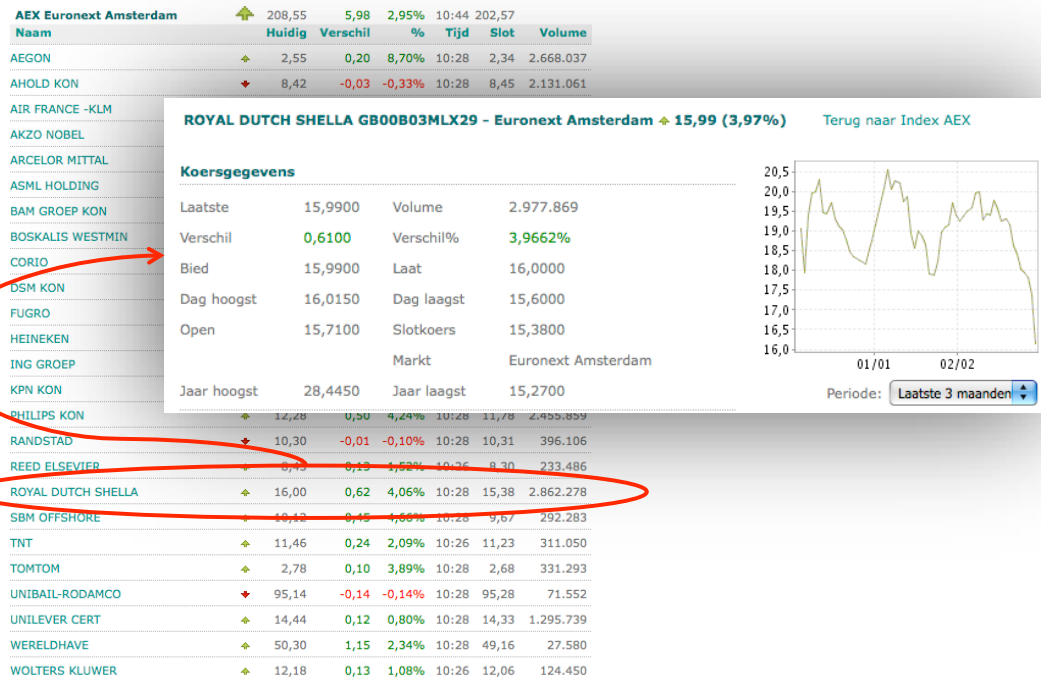 AEX Euronext Amsterdam 208,55 5,98 2,95% 10:44 202,57
Naam Huidig Verschil % Tijd Slot Volume
AEGON 2,55 0,20 8,70% 10:28 2,34 2.668.037
AHOLD KON 8,42 -0,03 -0,33% 10:28 8,45 2.131.061
AIR FRANCE -KLM
AKZO NOBEL
ARCELOR MITTAL
ASML HOLDING
BAM GROEP KON
BOSKALIS WESTMIN
CORIO
DSM KON
FUGRO
HEINEKEN
ING GROEP
KPN KON
PHILIPS KON 12,28 0,50 4,24% 10:28 11,78 2.455.859
RANDSTAD 10,30 -0,01 -0,10% 10:28 10,31 396.106
REED ELSEVIER 8,43 0,13 1,52% 10:26 8,30 233.486
ROYAL DUTCH SHELLA 16,00 0,62 4,06% 10:28 15,38 2.862.278
SBM OFFSHORE 10,12 0,45 4,66% 10:28 9,67 292.283
TNT 11,46 0,24 2,09% 10:26 11,23 311.050
TOMTOM 2,78 0,10 3,89% 10:28 2,68 331.293
UNIBAIL-RODAMCO 95,14 -0,14 -0,14% 10:28 95,28 71.552
UNILEVER CERT 14,44 0,12 0,80% 10:28 14,33 1.295.739
WERELDHAVE 50,30 1,15 2,34% 10:28 49,16 27.580
WOLTERS KLUWER 12,18 0,13 1,08% 10:26 12,06 124.450
ROYAL DUTCH SHELLA GB00B03MLX29 - Euronext Amsterdam 15,99 (3,97%) Terug naar Index AEX
Koersgegevens
Laatste 15,9900 Volume 2.977.869
Verschil 0,6100 Verschil% 3,9662%
Bied 15,9900 Laat 16,0000
Dag hoogst 16,0150 Dag laagst 15,6000
Open 15,7100 Slotkoers 15,3800
Markt Euronext Amsterdam
Jaar hoogst 28,4450 Jaar laagst 15,2700
20,5
20,0
19,5
19,0
18,5
18,0
17,5
17,0
16,5
16,0
01/01 02/02
Periode: Laatste 3 maanden